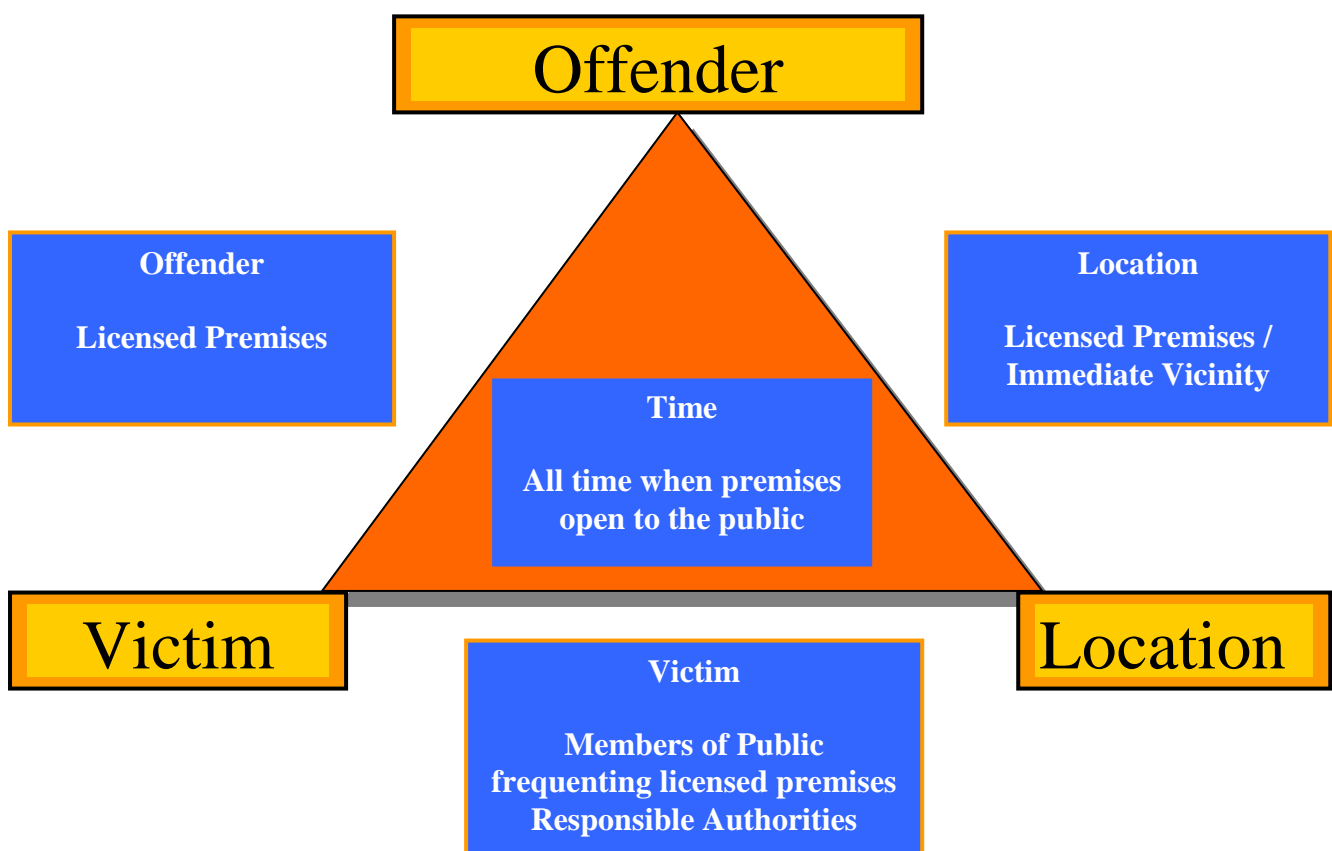 Offender
Offender
Licensed Premises
Location
Licensed Premises /
Immediate Vicinity
Time
All time when premises
open to the public
Victim
Location
Victim
Members of Public
frequenting licensed premises
Responsible Authorities